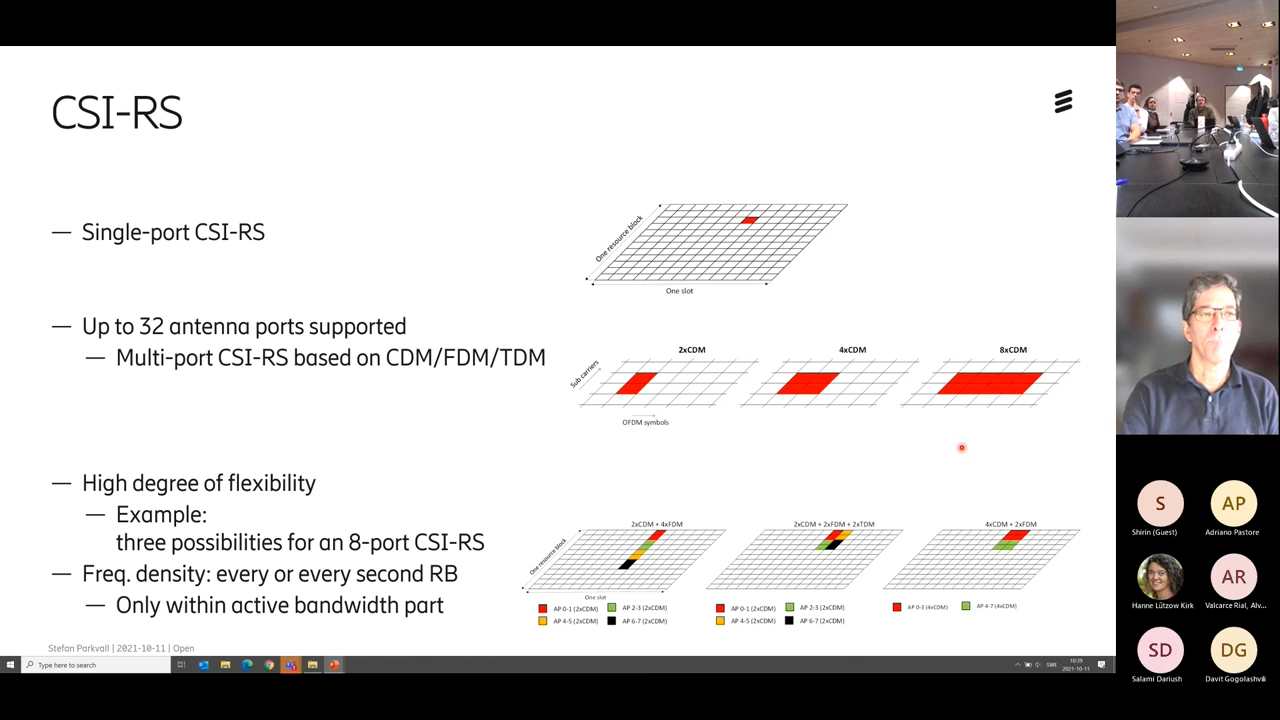 CSI-RS
— Single-port CSI-RS
One resource block
One slot
— Up to 32 antenna ports supported
— Multi-port CSI-RS based on CDM/FDM/TDM
2xCDM
4xCDM
8xCDM
Sub carriers
OFDM symbols
— High degree of flexibility
— Example:
three possibilities for an 8-port CSI-RS
— Freq. density: every or every second RB
— Only within active bandwidth part
2xCDM + 4xFDM
One resource block
One slot
AP 0-1 (2xCDM) AP 2-3 (2xCDM)
AP 4-5 (2xCDM) AP 6-7 (2xCDM)
2xCDM + 2xFDM + 2xTDM
AP 0-1 (2xCDM) AP 2-3 (2xCDM)
AP 4-5 (2xCDM) AP 6-7 (2xCDM)
4xCDM + 2xFDM
AP 0-3 (4xCDM) AP 4-7 (4xCDM)
Stefan Parkvall | 2021-10-11 | Open
Type here to search
SWE
10:39
2021-10-11
S
Shirin (Guest)
AP
Adriano Pastore
Hanne Lützow Kirk
AR
Valcarce Rial, Alv...
SD
Salami Dariush
DG
Davit Gogolashvili